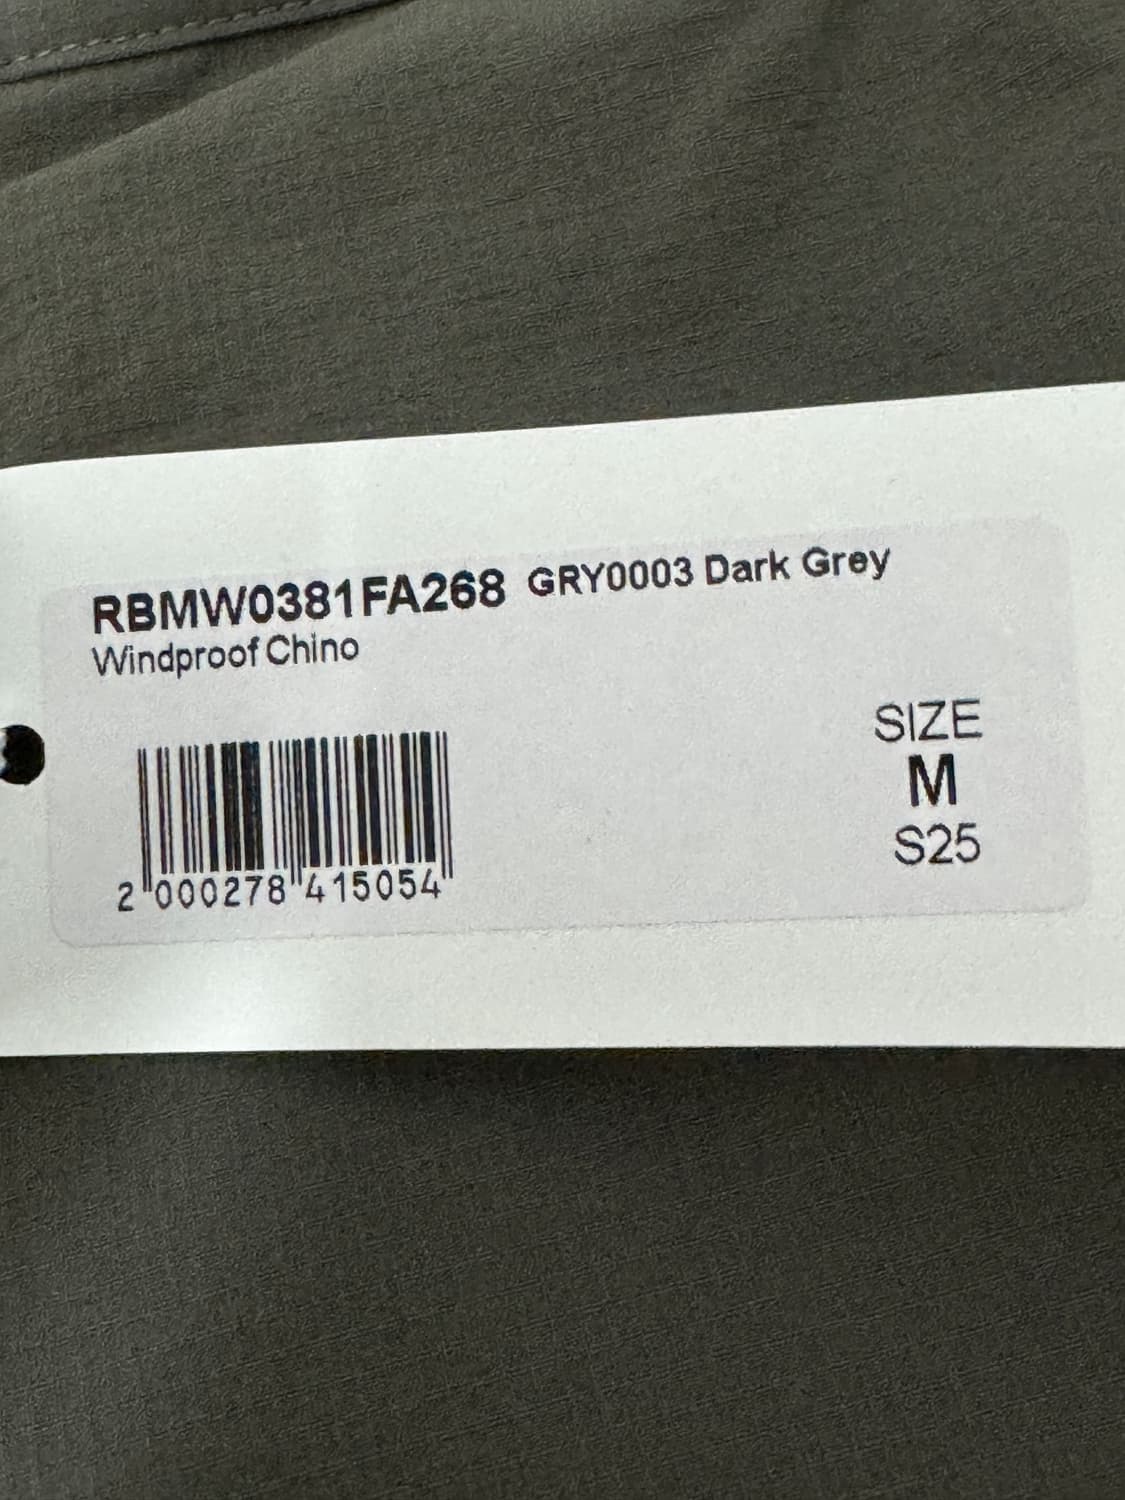 RBMW0381FA268 GRY0003 Dark Grey
Windproof Chino
SIZE
M
S25
2 000278 415054